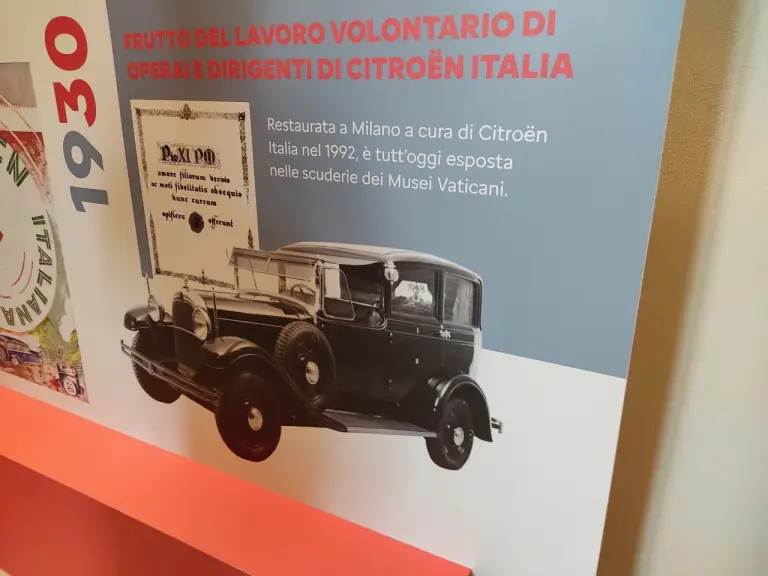 1930
FRUTTO DEL LAVORO VOLONTARIO DI
OPERAI E DIRIGENTI DI CITROËN ITALIA
Restaurata a Milano a cura di Citroën
Italia nel 1992, è tutt'oggi esposta
nelle scuderie dei Musei Vaticani.
Pio XI PM
amore filiorum devoto
ac moti fidelitatis obsequio
hunc currum
opifices offerunt
ITALIANA